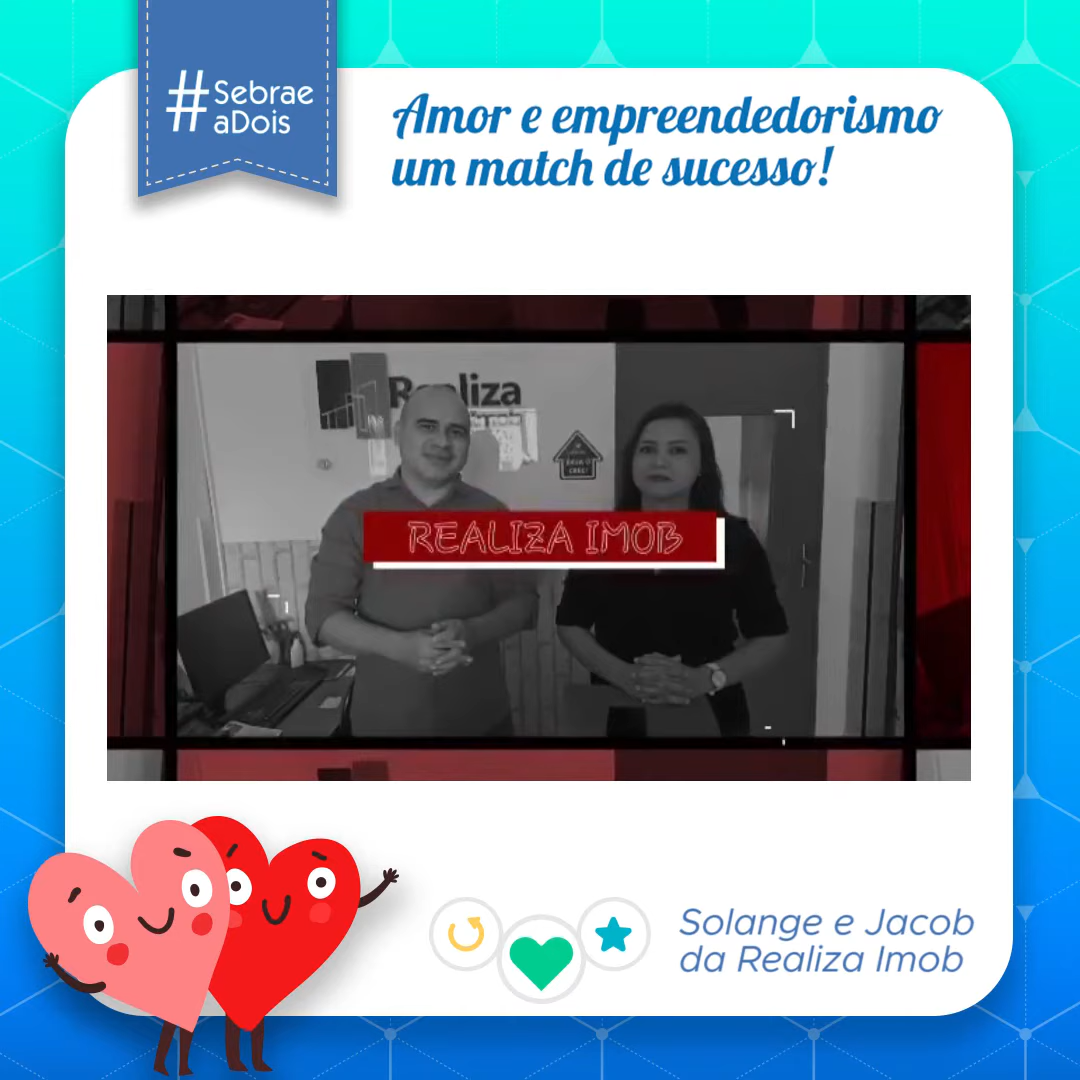 #Sebrae
aDois
Amor e empreendedorismo
um match de sucesso!
Realiza
REALIZA IMOB
Solange e Jacob
da Realiza Imob